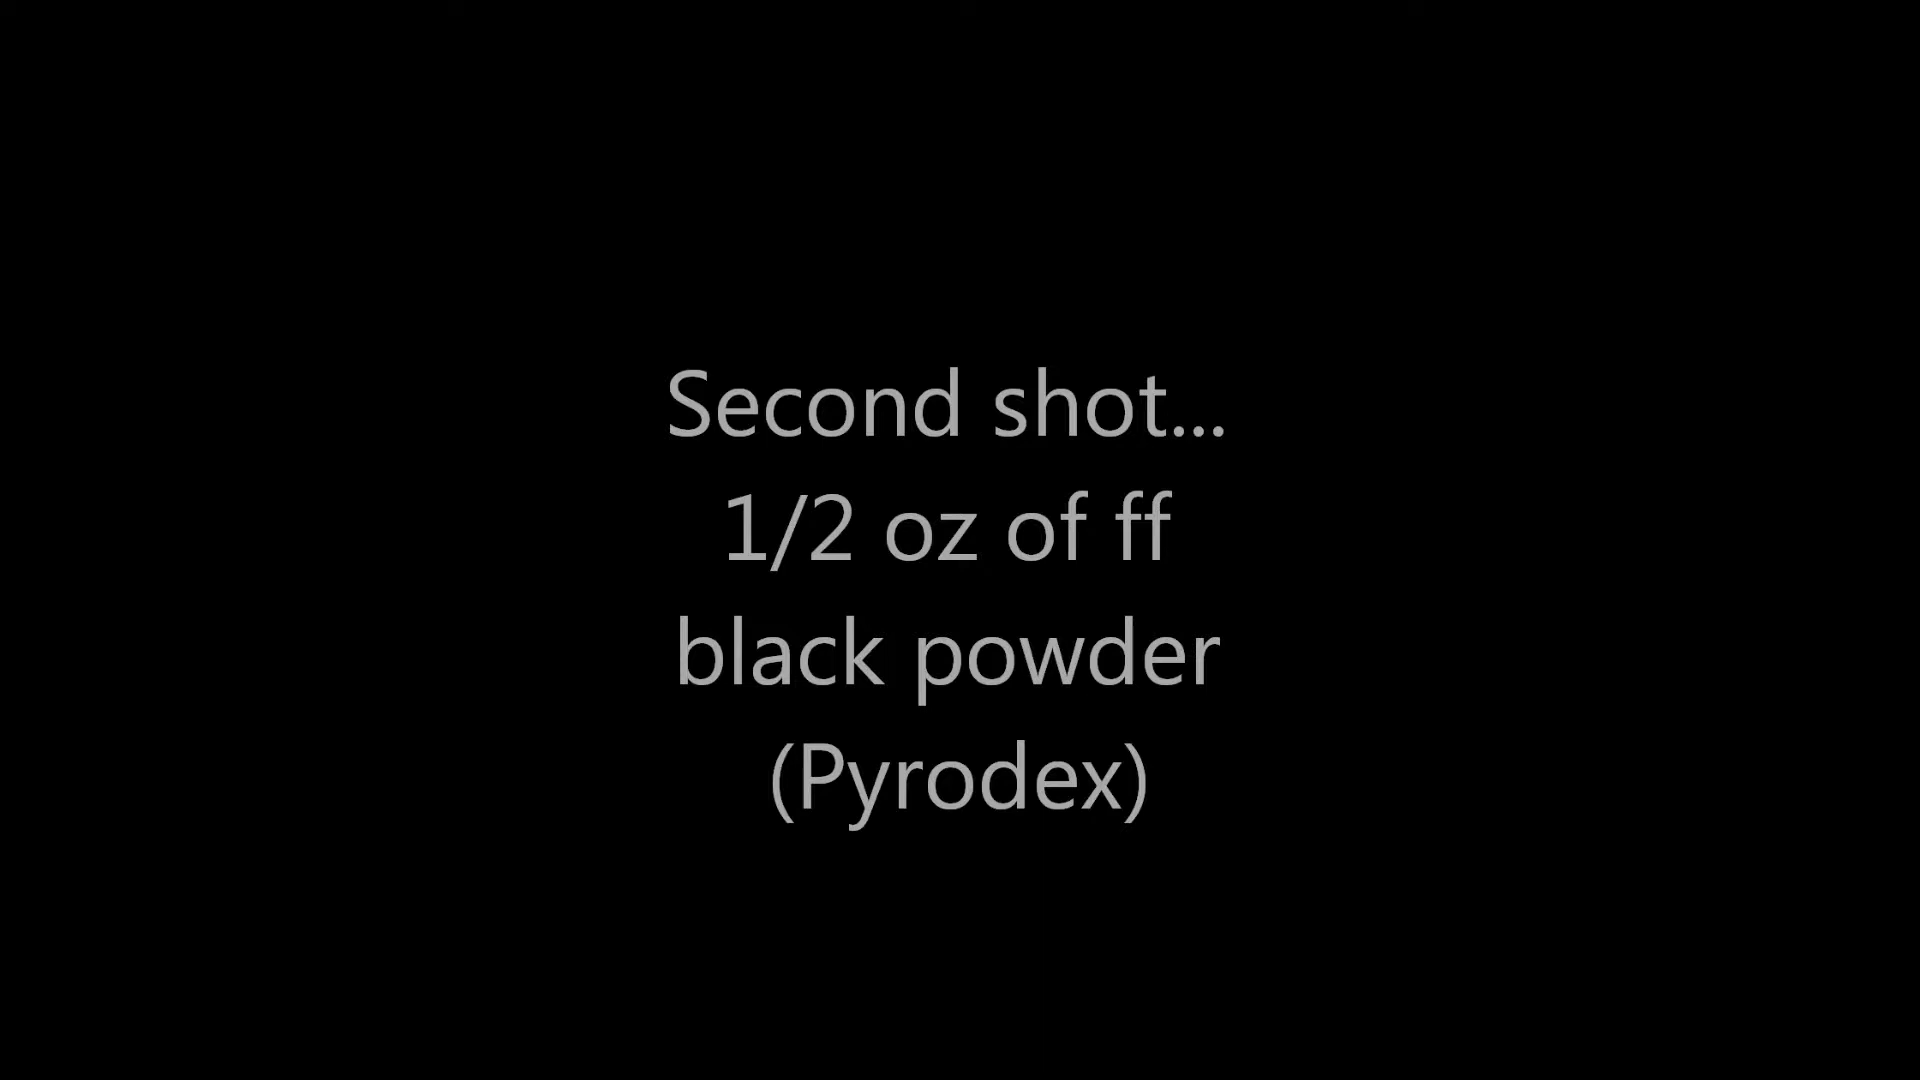 Second shot...
1/2 oz of ff
black powder
(Pyrodex)